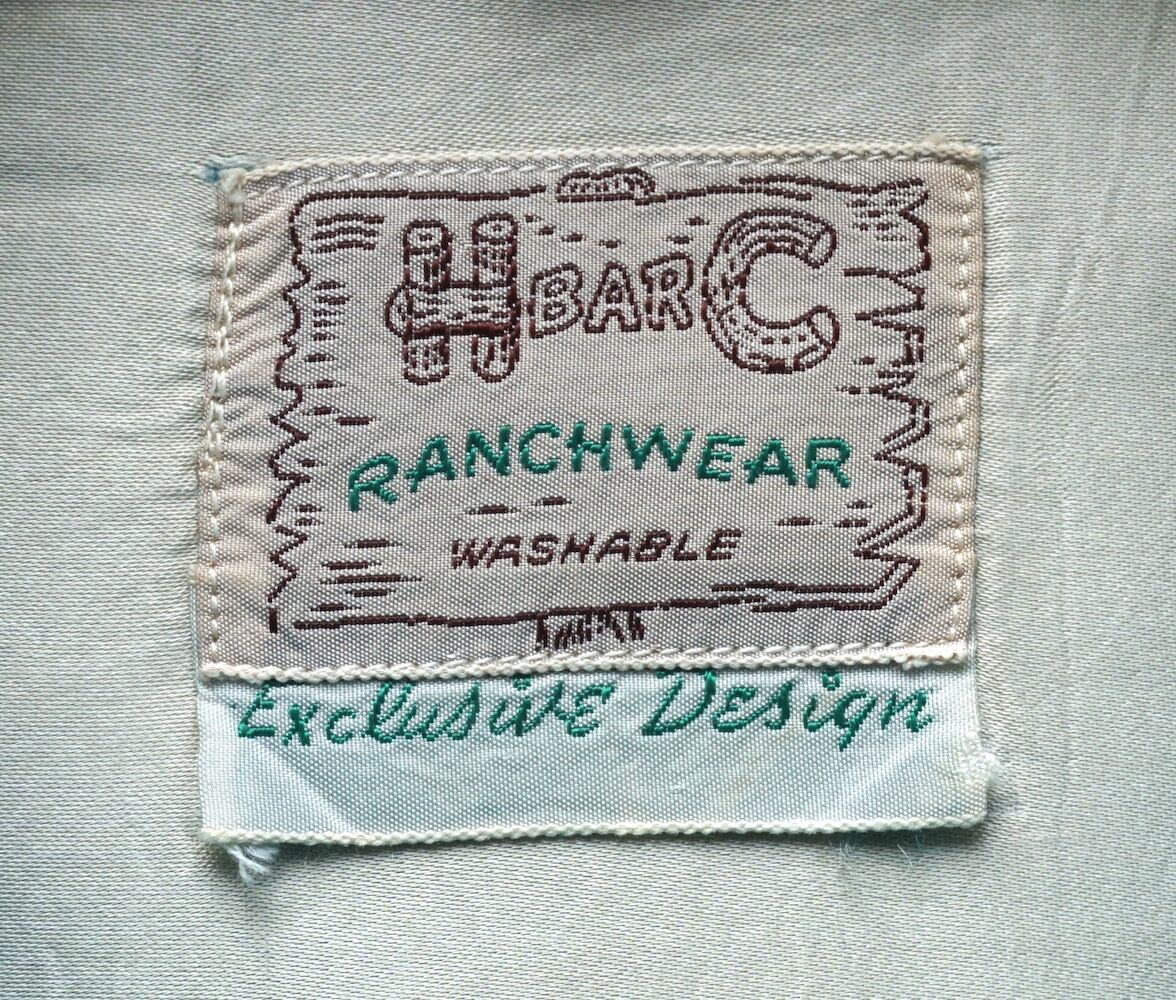 H BAR C
RANCHWEAR
WASHABLE
Exclusive Design